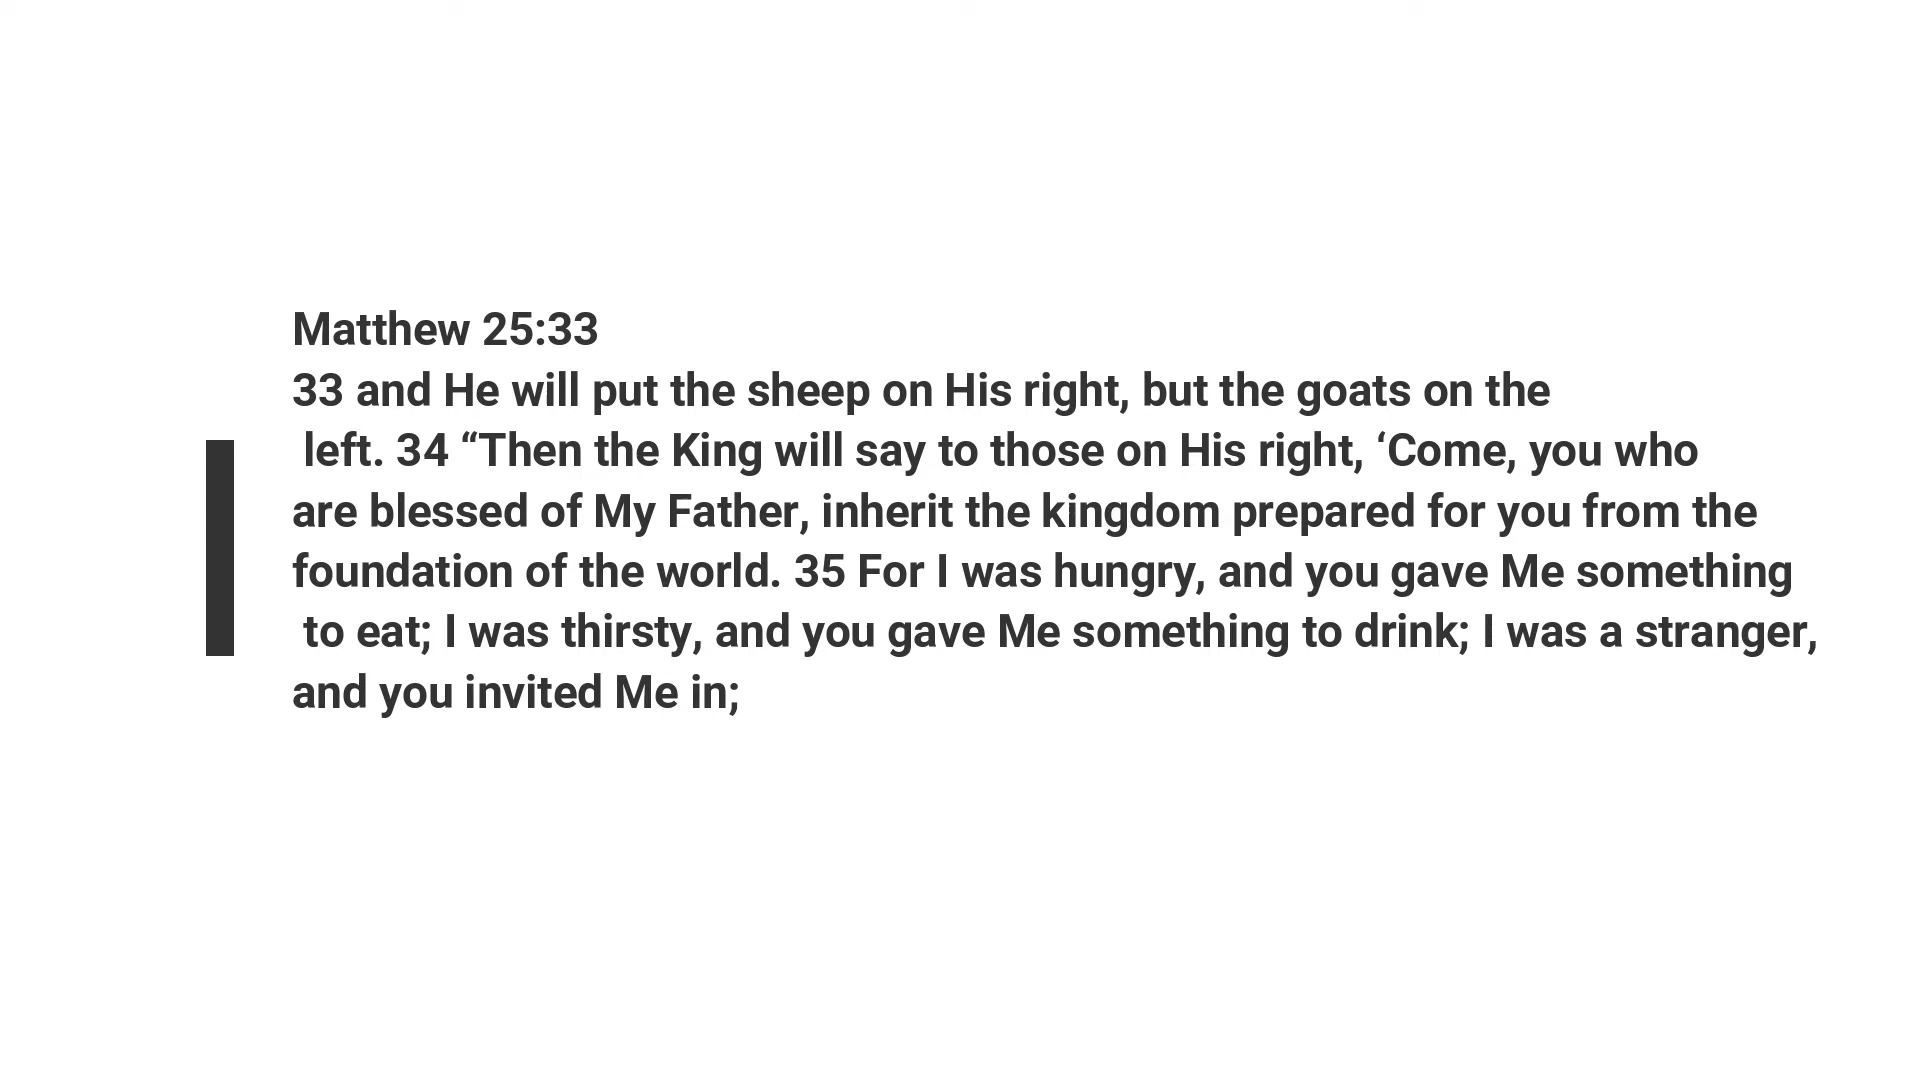 Matthew 25:33
33 and He will put the sheep on His right, but the goats on the
left. 34 “Then the King will say to those on His right, ‘Come, you who
are blessed of My Father, inherit the kingdom prepared for you from the
foundation of the world. 35 For I was hungry, and you gave Me something
to eat; I was thirsty, and you gave Me something to drink; I was a stranger,
and you invited Me in;